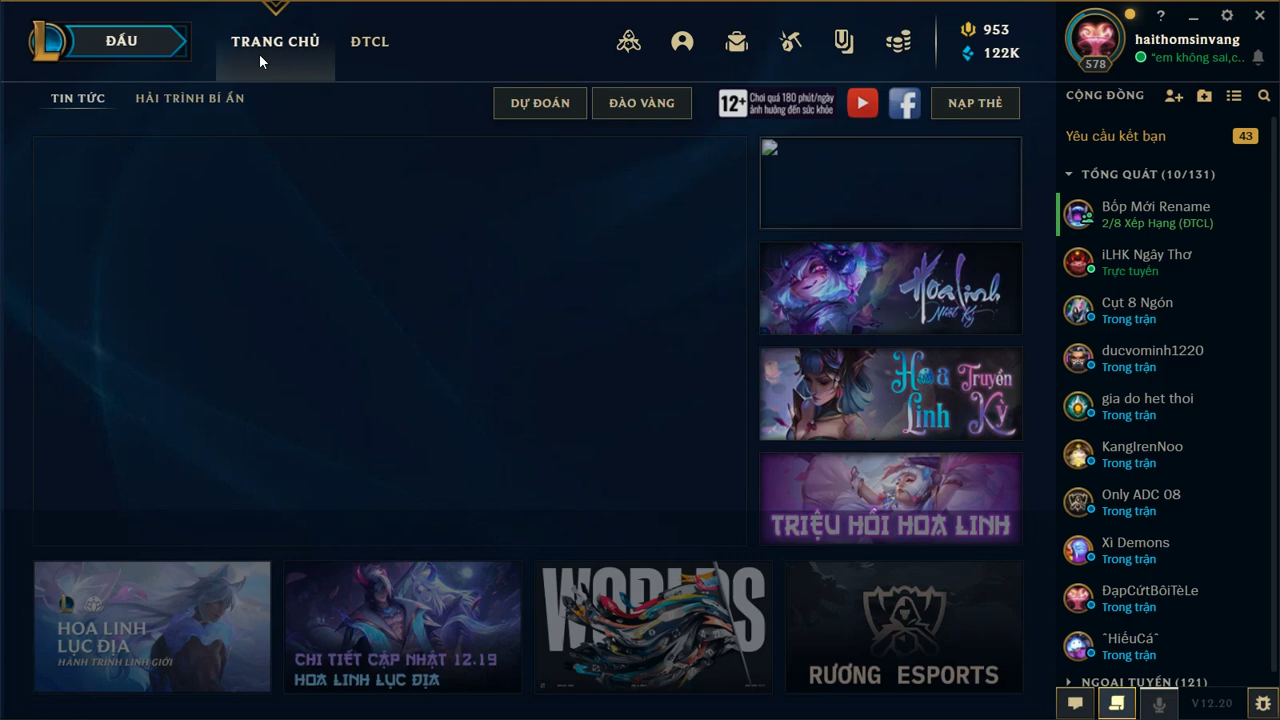 ĐẤU
TRANG CHỦ
ĐTCL
953
122K
?
haithomsinvang
578
"em không sai,c..
TIN TỨC
HẢI TRÌNH BÍ ẨN
DỰ ĐOÁN
ĐÀO VÀNG
12+
Chơi quá 180 phút/ngày
ảnh hưởng đến sức khỏe
NẠP THẺ
CỘNG ĐỒNG
Yêu cầu kết bạn
43
TỔNG QUÁT (10/131)
Bốp Mới Rename
2/8 Xếp Hạng (ĐTCL)
iLHK Ngây Thơ
Trực tuyến
Cụt 8 Ngón
Trong trận
ducvominh1220
Trong trận
gia do het thoi
Trong trận
KangIrenNoo
Trong trận
Only ADC 08
Trong trận
Xì Demons
Trong trận
ĐạpCứtBôiTèLe
Trong trận
ˆHiếuCáˆ
Trong trận
NGOẠI TUYẾN (121)
V12.20
Hoa Linh
Nhật Ký
Hoa Linh
Truyền Kỳ
TRIỆU HỒI HOA LINH
HOA LINH
LỤC ĐỊA
HÀNH TRÌNH LINH GIỚI
CHI TIẾT CẬP NHẬT 12.19
HOA LINH LỤC ĐỊA
WORLDS
RƯƠNG ESPORTS